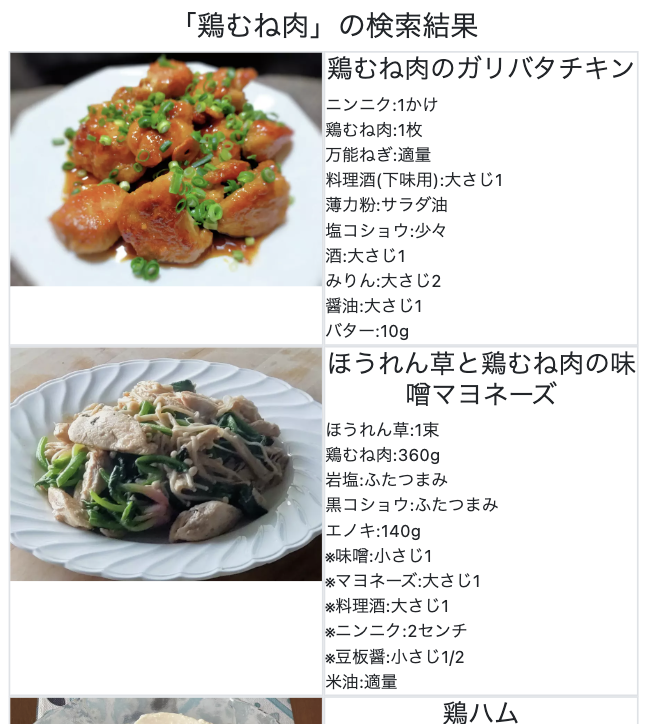 「鶏むね肉」の検索結果
鶏むね肉のガリバタチキン
ニンニク:1かけ
鶏むね肉:1枚
万能ねぎ:適量
料理酒(下味用):大さじ1
薄力粉:サラダ油
塩コショウ:少々
酒:大さじ1
みりん:大さじ2
醤油:大さじ1
バター:10g
ほうれん草と鶏むね肉の味
噌マヨネーズ
ほうれん草:1束
鶏むね肉:360g
岩塩:ふたつまみ
黒コショウ:ふたつまみ
エノキ:140g
※味噌:小さじ1
※マヨネーズ:大さじ1
※料理酒:大さじ1
※ニンニク:2センチ
※豆板醤:小さじ1/2
米油:適量
鶏ハム